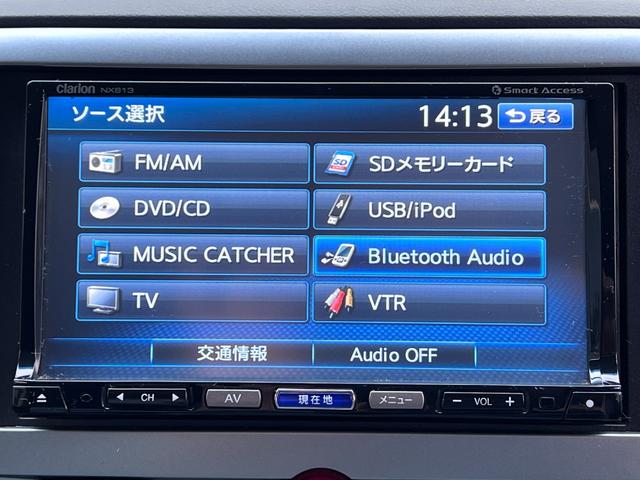 Clarion NX813 Smart Access
ソース選択 14:13 戻る
FM/AM SDメモリーカード
DVD/CD USB/iPod
MUSIC CATCHER Bluetooth Audio
TV VTR
交通情報 Audio OFF
CH AV 現在地 メニュー − VOL +